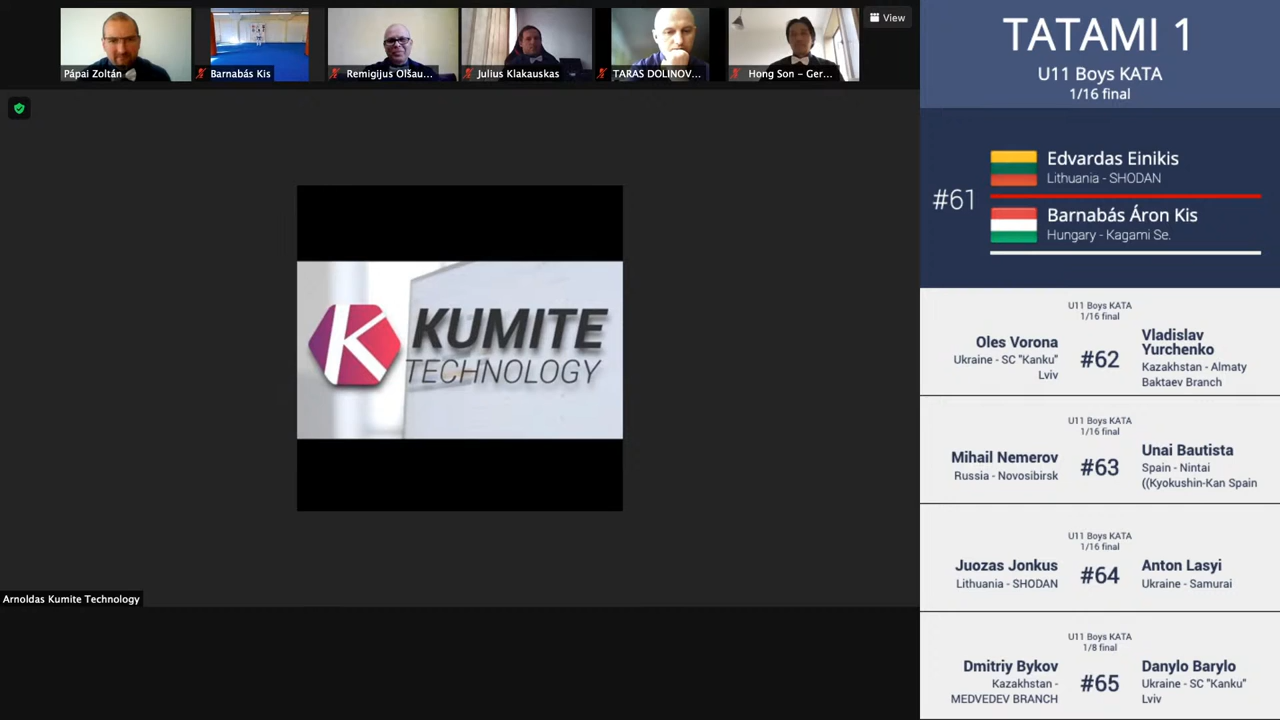 Pápai Zoltán
Barnabás Kis
Remigijus Olšau...
Julius Klakauskas
TARAS DOLINOV...
Hong Son – Ger...
View
KUMITE
TECHNOLOGY
Arnoldas Kumite Technology
TATAMI 1
U11 Boys KATA
1/16 final
#61
Edvardas Einikis
Lithuania - SHODAN
Barnabás Áron Kis
Hungary - Kagami Se.
U11 Boys KATA
1/16 final
Oles Vorona
Ukraine - SC "Kanku"
Lviv
#62
Vladislav
Yurchenko
Kazakhstan - Almaty
Baktaev Branch
U11 Boys KATA
1/16 final
Mihail Nemerov
Russia - Novosibirsk
#63
Unai Bautista
Spain - Nintai
((Kyokushin-Kan Spain
U11 Boys KATA
1/16 final
Juozas Jonkus
Lithuania - SHODAN
#64
Anton Lasyi
Ukraine - Samurai
U11 Boys KATA
1/8 final
Dmitriy Bykov
Kazakhstan -
MEDVEDEV BRANCH
#65
Danylo Barylo
Ukraine - SC "Kanku"
Lviv